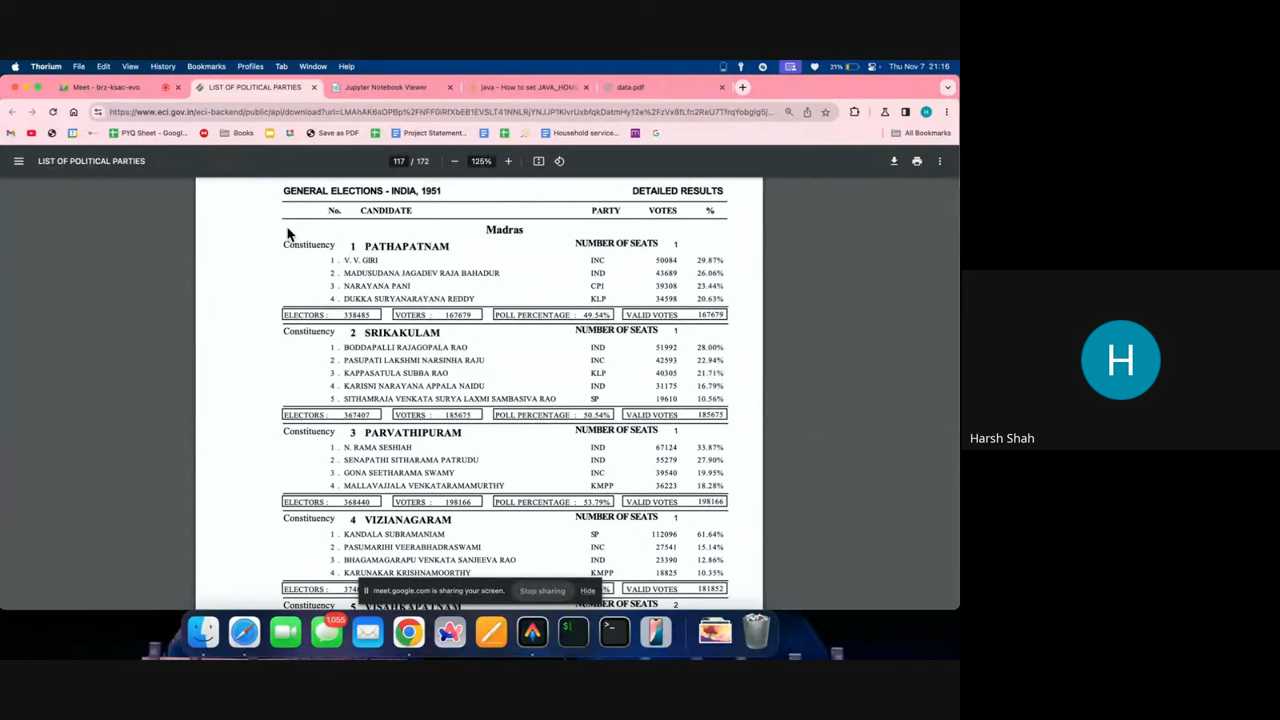 Thorium File Edit View History Bookmarks Profiles Tab Window Help 21% Thu Nov 7 21:16
Meet - brz-ksac-evo LIST OF POLITICAL PARTIES Jupyter Notebook Viewer java - How to set JAVA_HOM data.pdf
PYQ Sheet - Googl... Books Save as PDF Project Statement... Household service... All Bookmarks
LIST OF POLITICAL PARTIES 117 / 172 125%
GENERAL ELECTIONS - INDIA, 1951 DETAILED RESULTS
No. CANDIDATE PARTY VOTES %
Madras
Constituency 1 PATHAPATNAM NUMBER OF SEATS 1
1 . V. V. GIRI INC 50084 29.87%
2 . MADUSUDANA JAGADEV RAJA BAHADUR IND 43689 26.06%
3 . NARAYANA PANI CPI 39308 23.44%
4 . DUKKA SURYANARAYANA REDDY KLP 34598 20.63%
ELECTORS : 338485 VOTERS : 167679 POLL PERCENTAGE : 49.54% VALID VOTES 167679
Constituency 2 SRIKAKULAM NUMBER OF SEATS 1
1 . BODDAPALLI RAJAGOPALA RAO IND 51992 28.00%
2 . PASUPATI LAKSHMI NARSINHA RAJU INC 42593 22.94%
3 . KAPPASATULA SUBBA RAO KLP 40305 21.71%
4 . KARISNI NARAYANA APPALA NAIDU IND 31175 16.79%
5 . SITHAMRAJA VENKATA SURYA LAXMI SAMBASIVA RAO SP 19610 10.56%
ELECTORS : 367407 VOTERS : 185675 POLL PERCENTAGE : 50.54% VALID VOTES 185675
Constituency 3 PARVATHIPURAM NUMBER OF SEATS 1
1 . N. RAMA SESHIAH IND 67124 33.87%
2 . SENAPATHI SITHARAMA PATRUDU IND 55279 27.90%
3 . GONA SEETHARAMA SWAMY INC 39540 19.95%
4 . MALLAVAJJALA VENKATARAMAMURTHY KMPP 36223 18.28%
ELECTORS : 368440 VOTERS : 198166 POLL PERCENTAGE : 53.79% VALID VOTES 198166
Constituency 4 VIZIANAGARAM NUMBER OF SEATS 1
1 . KANDALA SUBRAMANIAM SP 112096 61.64%
2 . PASUMARIHI VEERABHADRASWAMI INC 27541 15.14%
3 . BHAGAMAGARAPU VENKATA SANJEEVA RAO IND 23390 12.86%
4 . KARUNAKAR KRISHNAMOORTHY KMPP 18825 10.35%
ELECTORS : 374 % VALID VOTES 181852
meet.google.com is sharing your screen. Stop sharing Hide
5 VISAHKAPATNAM NUMBER OF SEATS 2
1,055
H
Harsh Shah